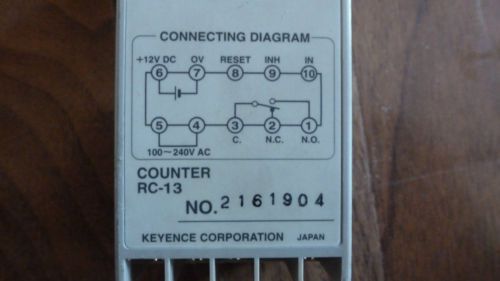 CONNECTING DIAGRAM
+12V DC 0V RESET INH IN
6 7 8 9 10
5 4 3 2 1
100~240V AC C. N.C. N.O.
COUNTER
RC-13
NO. 2161904
KEYENCE CORPORATION JAPAN